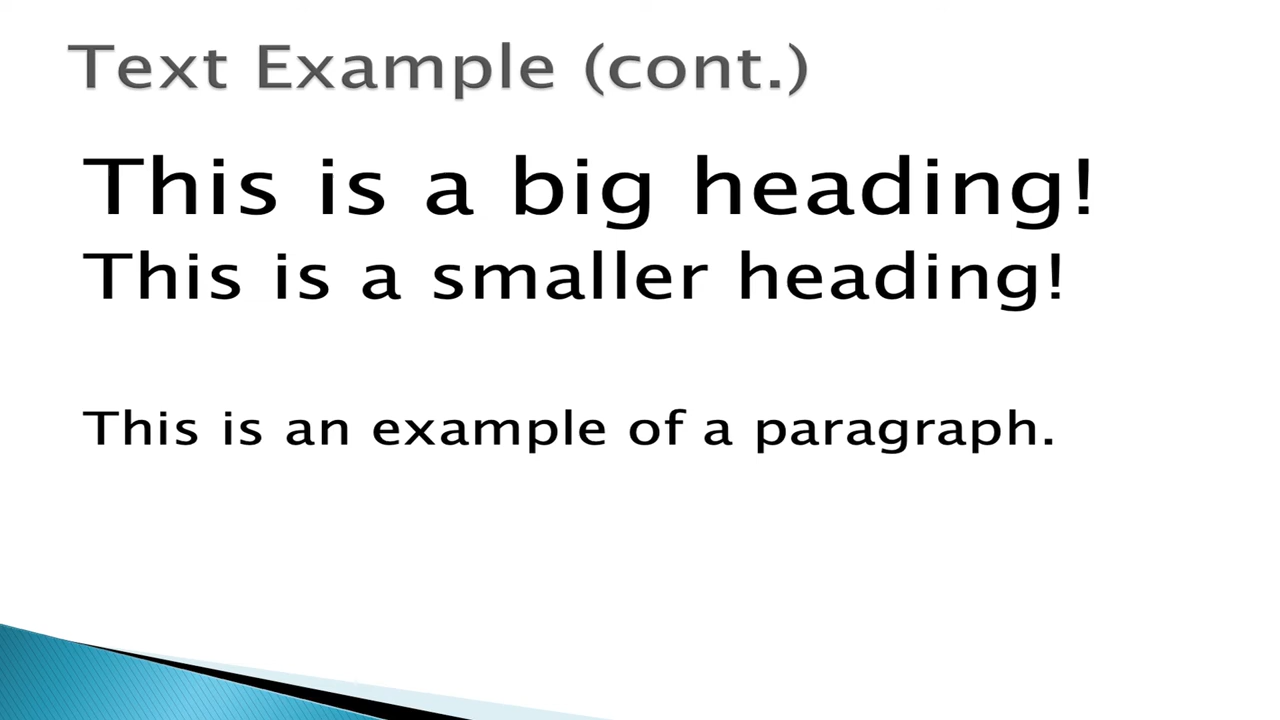 Text Example (cont.)
This is a big heading!
This is a smaller heading!
This is an example of a paragraph.